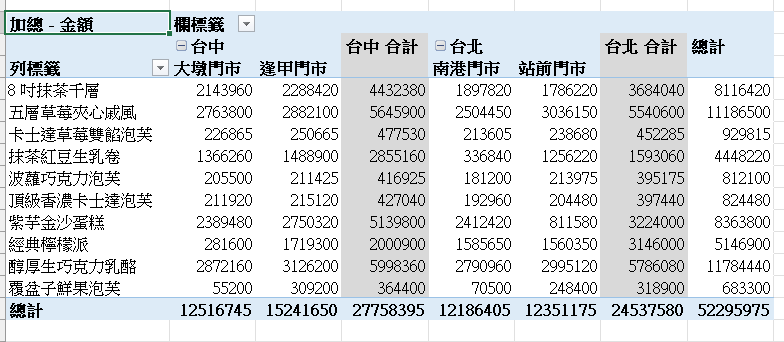 加總 - 金額 欄標籤
台中 台中 合計 台北 台北 合計 總計
列標籤 大墩門市 逢甲門市 南港門市 站前門市
8 吋抹茶千層 2143960 2288420 4432380 1897820 1786220 3684040 8116420
五層草莓夾心戚風 2763800 2882100 5645900 2504450 3036150 5540600 11186500
卡士達草莓雙餡泡芙 226865 250665 477530 213605 238680 452285 929815
抹茶紅豆生乳卷 1366260 1488900 2855160 336840 1256220 1593060 4448220
波蘿巧克力泡芙 205500 211425 416925 181200 213975 395175 812100
頂級香濃卡士達泡芙 211920 215120 427040 192960 204480 397440 824480
紫芋金沙蛋糕 2389480 2750320 5139800 2412420 811580 3224000 8363800
經典檸檬派 281600 1719300 2000900 1585650 1560350 3146000 5146900
醇厚生巧克力乳酪 2872160 3126200 5998360 2790960 2995120 5786080 11784440
覆盆子鮮果泡芙 55200 309200 364400 70500 248400 318900 683300
總計 12516745 15241650 27758395 12186405 12351175 24537580 52295975